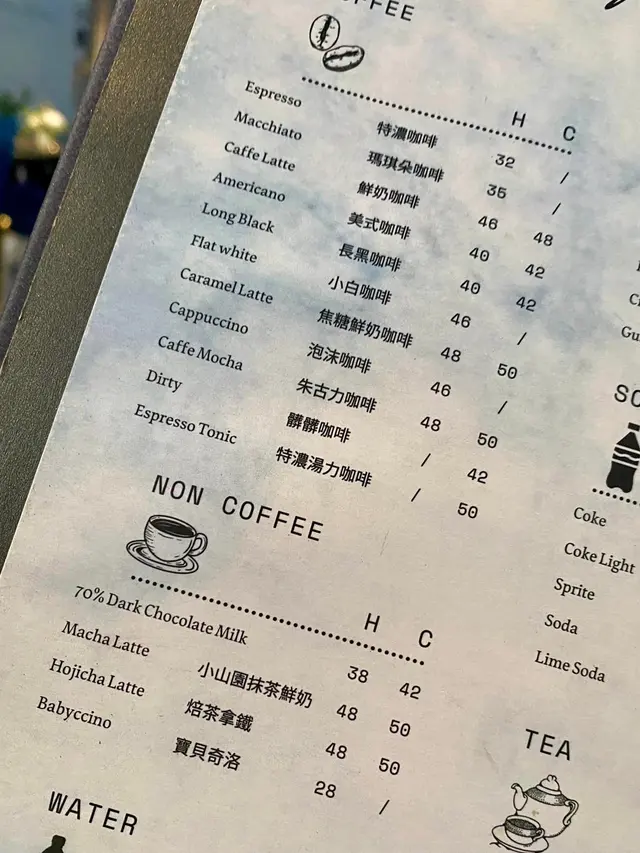 COFFEE
H C
Espresso 特濃咖啡 32 /
Macchiato 瑪琪朵咖啡 35 /
Caffe Latte 鮮奶咖啡 46 48
Americano 美式咖啡 40 42
Long Black 長黑咖啡 40 42
Flat white 小白咖啡 46 /
Caramel Latte 焦糖鮮奶咖啡 48 50
Cappuccino 泡沫咖啡 46 /
Caffe Mocha 朱古力咖啡 48 50
Dirty 髒髒咖啡 / 42
Espresso Tonic 特濃湯力咖啡 / 50
NON COFFEE
H C
70% Dark Chocolate Milk 38 42
Macha Latte 小山園抹茶鮮奶 48 50
Hojicha Latte 焙茶拿鐵 48 50
Babyccino 寶貝奇洛 28 /
WATER
Coke
Coke Light
Sprite
Soda
Lime Soda
TEA